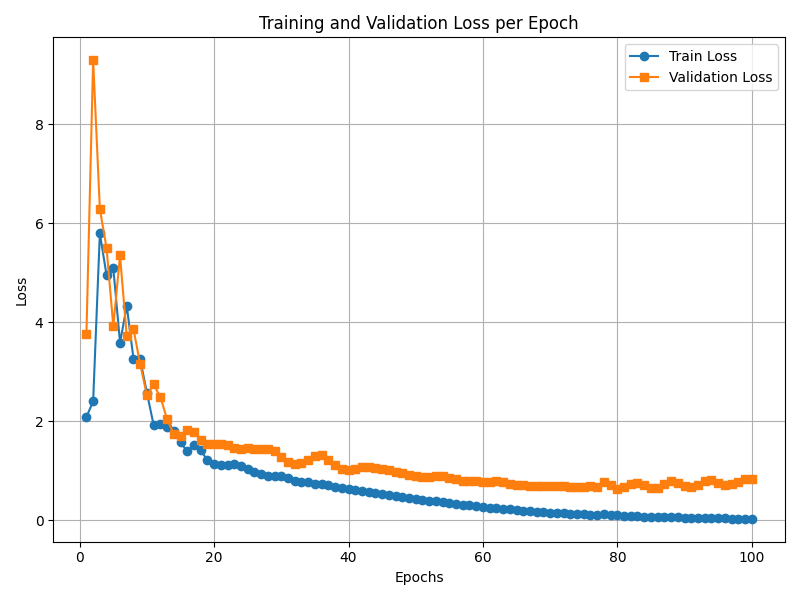 Training and Validation Loss per Epoch
Train Loss
Validation Loss
Loss
8
6
4
2
0
0 20 40 60 80 100
Epochs